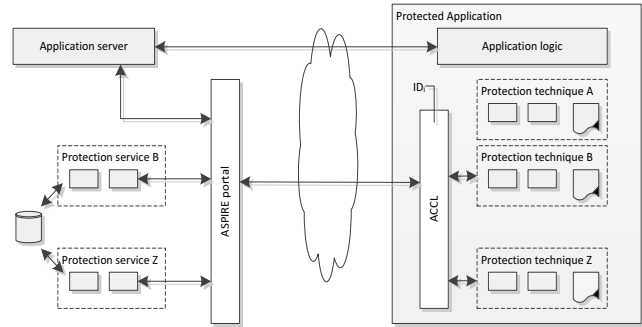 Protected Application
Application server
Application logic
IDi
Protection technique A
Protection service B
Protection technique B
ASPIRE portal
ACCL
Protection service Z
Protection technique Z